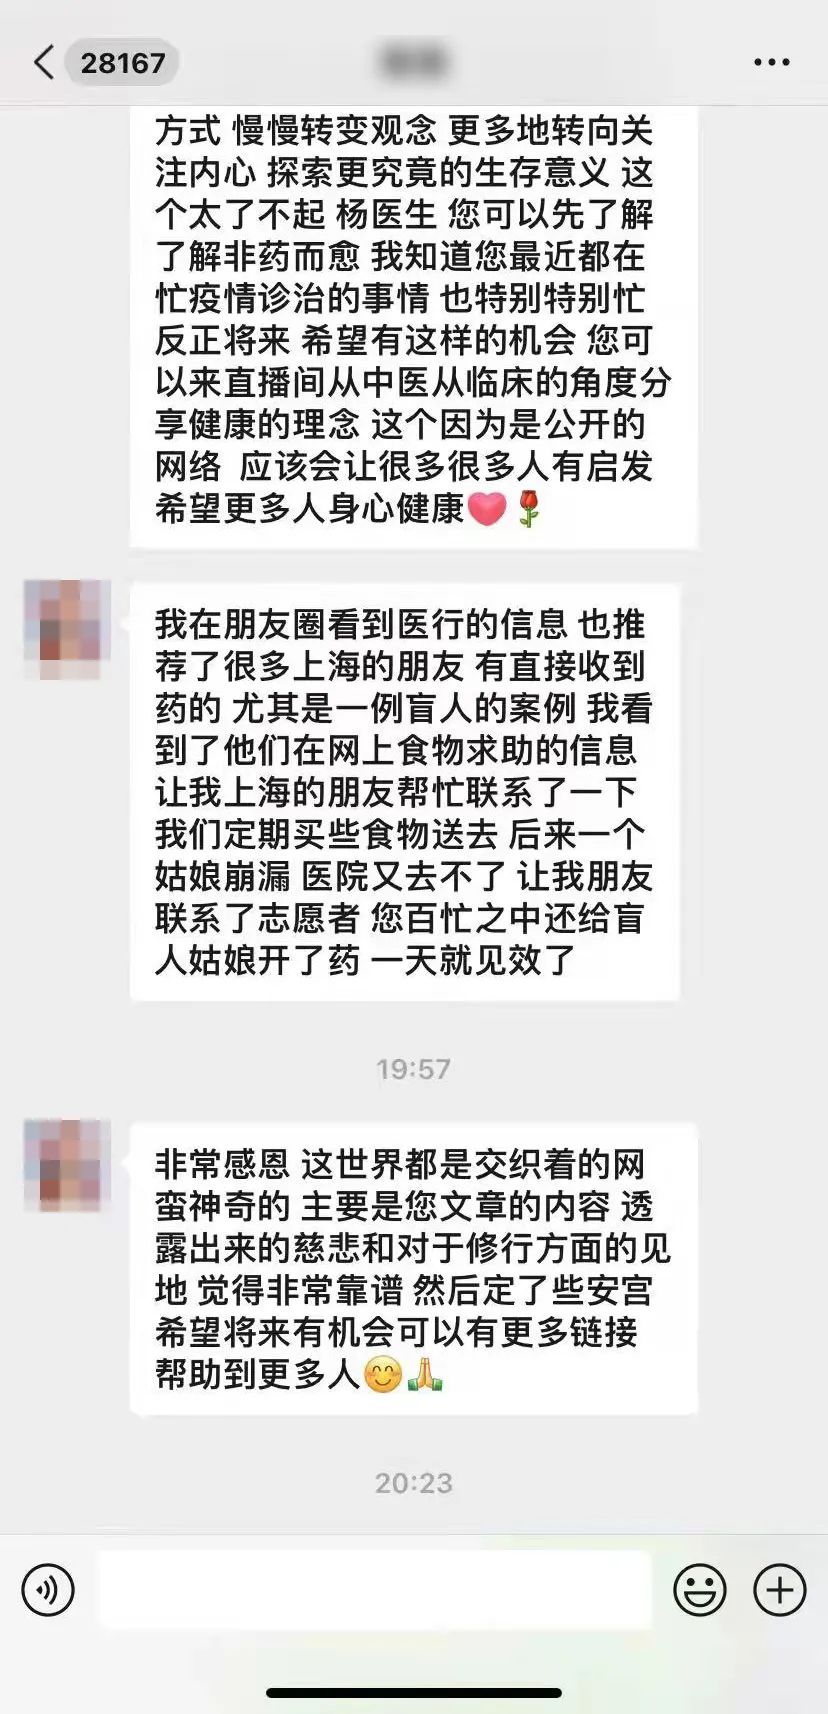 28167
方式 慢慢转变观念 更多地转向关
注内心 探索更究竟的生存意义 这
个太了不起 杨医生 您可以先了解
了解非药而愈 我知道您最近都在
忙疫情诊治的事情 也特别特别忙
反正将来 希望有这样的机会 您可
以来直播间从中医从临床的角度分
享健康的理念 这个因为是公开的
网络 应该会让很多很多人有启发
希望更多人身心健康❤️🌹
我在朋友圈看到医行的信息 也推
荐了很多上海的朋友 有直接收到
药的 尤其是一例盲人的案例 我看
到了他们在网上食物求助的信息
让我上海的朋友帮忙联系了一下
我们定期买些食物送去 后来一个
姑娘崩漏 医院又去不了 让我朋友
联系了志愿者 您百忙之中还给盲
人姑娘开了药 一天就见效了
19:57
非常感恩 这世界都是交织着的网
蛮神奇的 主要是您文章的内容 透
露出来的慈悲和对于修行方面的见
地 觉得非常靠谱 然后定了些安宫
希望将来有机会可以有更多链接
帮助到更多人😊🙏
20:23